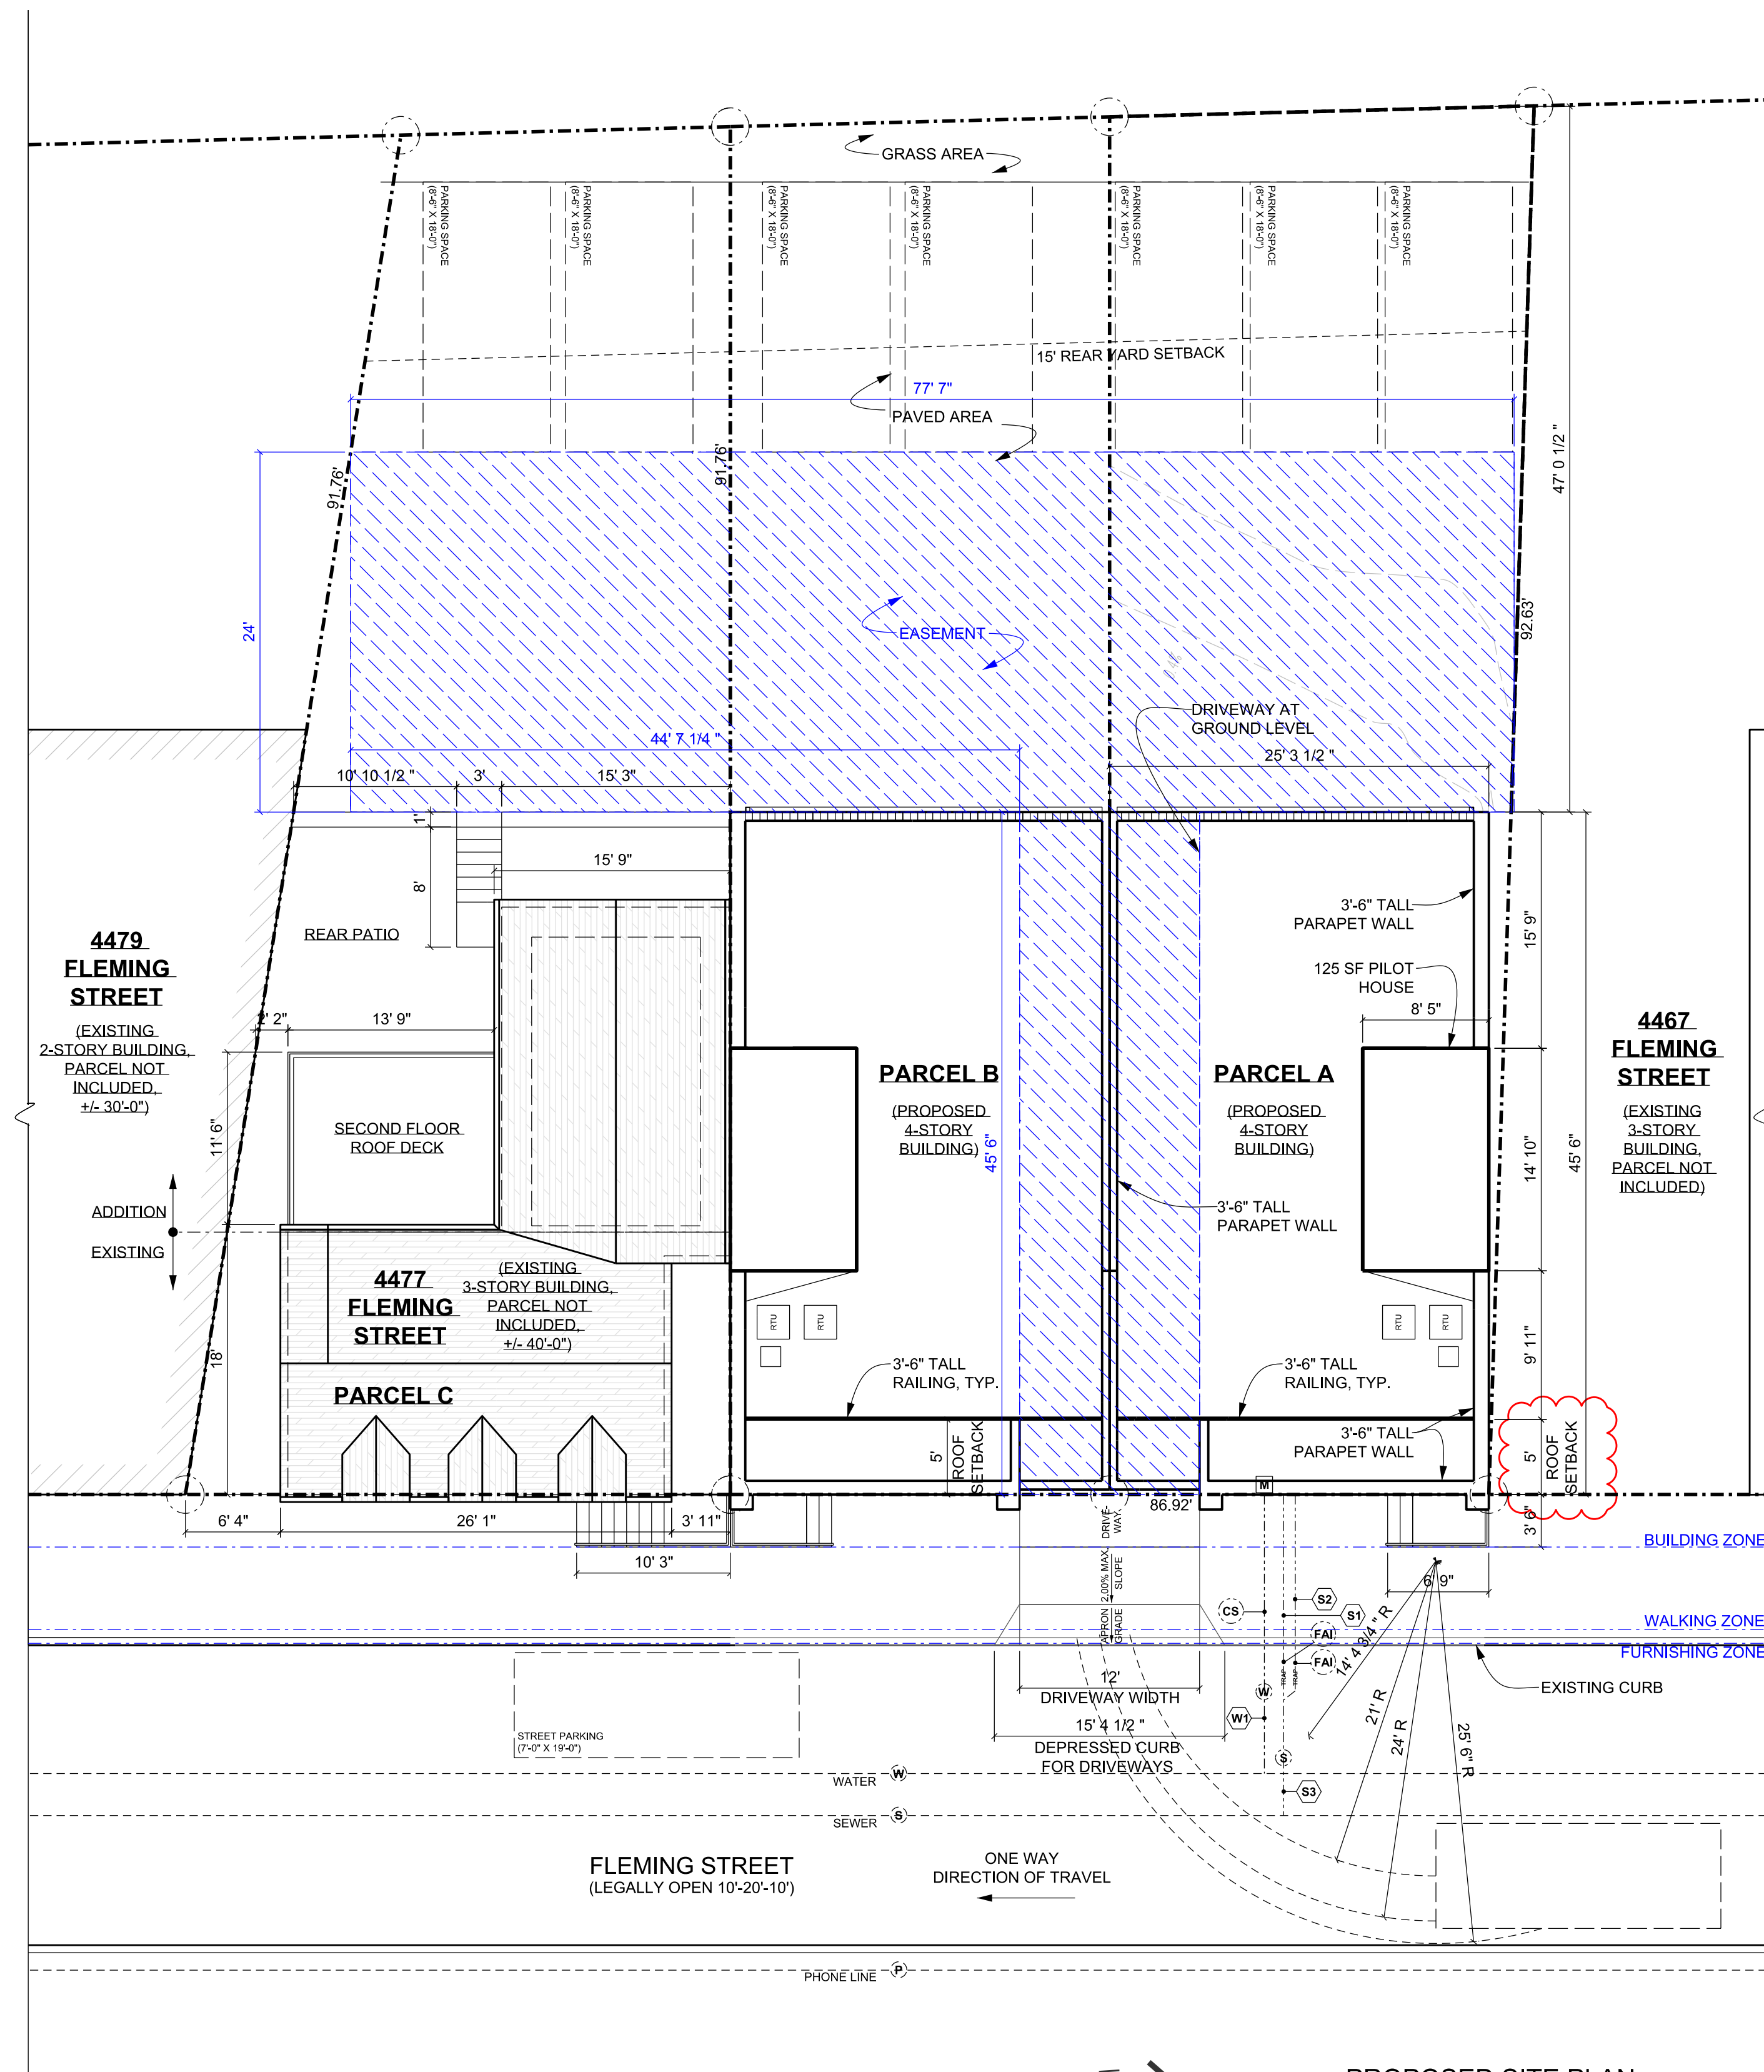 GRASS AREA
PARKING SPACE
(8'-6" X 18'-0")
PARKING SPACE
(8'-6" X 18'-0")
PARKING SPACE
(8'-6" X 18'-0")
PARKING SPACE
(8'-6" X 18'-0")
PARKING SPACE
(8'-6" X 18'-0")
PARKING SPACE
(8'-6" X 18'-0")
PARKING SPACE
(8'-6" X 18'-0")
15' REAR YARD SETBACK
77' 7"
PAVED AREA
47' 0 1/2 "
91.76'
91.76'
92.63'
24'
EASEMENT
DRIVEWAY AT
GROUND LEVEL
44' 7 1/4 "
25' 3 1/2 "
10' 10 1/2 "
3'
15' 3"
1'
8'
15' 9"
REAR PATIO
4479
FLEMING
STREET
(EXISTING
2-STORY BUILDING,
PARCEL NOT
INCLUDED,
+/- 30'-0")
2' 2"
13' 9"
11' 6"
SECOND FLOOR
ROOF DECK
ADDITION
EXISTING
18'
4477
FLEMING
STREET
(EXISTING
3-STORY BUILDING,
PARCEL NOT
INCLUDED,
+/- 40'-0")
PARCEL C
PARCEL B
(PROPOSED
4-STORY
BUILDING)
45' 6"
PARCEL A
(PROPOSED
4-STORY
BUILDING)
3'-6" TALL
PARAPET WALL
125 SF PILOT
HOUSE
8' 5"
3'-6" TALL
PARAPET WALL
15' 9"
14' 10"
45' 6"
9' 11"
4467
FLEMING
STREET
(EXISTING
3-STORY
BUILDING,
PARCEL NOT
INCLUDED)
RTU
RTU
RTU
RTU
3'-6" TALL
RAILING, TYP.
3'-6" TALL
RAILING, TYP.
3'-6" TALL
PARAPET WALL
5'
ROOF
SETBACK
5'
ROOF
SETBACK
M
86.92'
3' 6"
6' 4"
26' 1"
3' 11"
10' 3"
DRIVE-
WAY
2.00% MAX.
SLOPE
APRON
GRADE
6' 9"
BUILDING ZONE
WALKING ZONE
FURNISHING ZONE
CS
S2
S1
FAI
FAI
TRAP
TRAP
W
W1
S
S3
14' 4 3/4 " R
21' R
24' R
25' 6" R
EXISTING CURB
12'
DRIVEWAY WIDTH
15' 4 1/2 "
DEPRESSED CURB
FOR DRIVEWAYS
STREET PARKING
(7'-0" X 19'-0")
WATER
W
SEWER
S
FLEMING STREET
(LEGALLY OPEN 10'-20'-10')
ONE WAY
DIRECTION OF TRAVEL
PHONE LINE
P
PROPOSED SITE PLAN